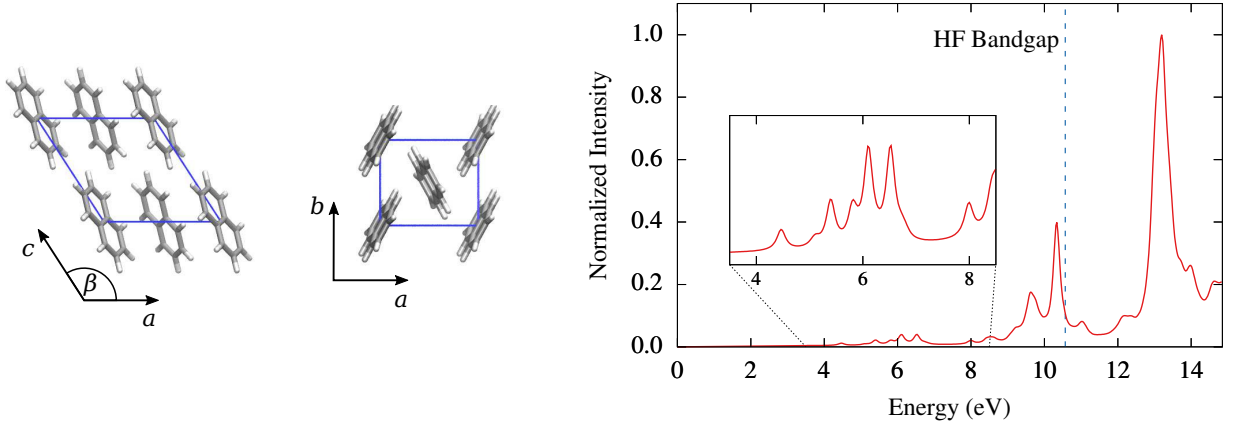 c
β
a
b
a
Normalized Intensity
1.0
0.8
0.6
0.4
0.2
0.0
HF Bandgap
4 6 8
0 2 4 6 8 10 12 14
Energy (eV)